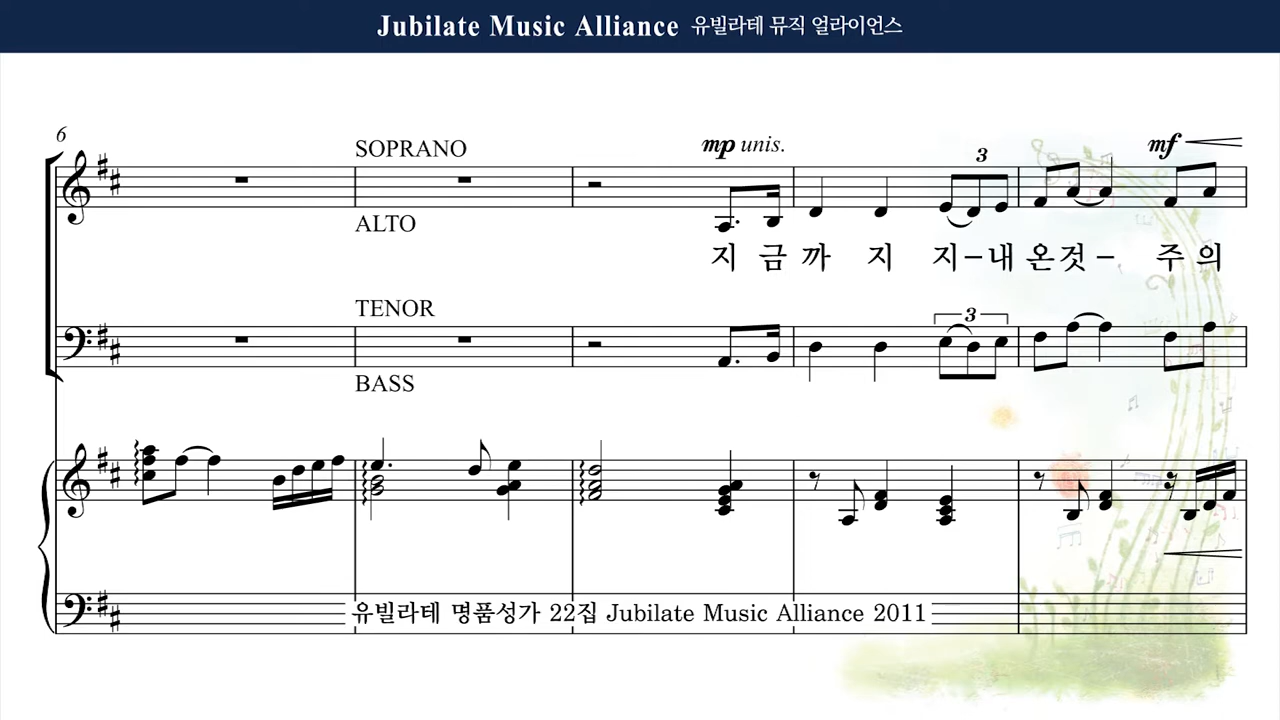 Jubilate Music Alliance 유빌라테 뮤직 얼라이언스
6
SOPRANO
mp unis.
3
mf
ALTO
지 금 까 지 지-내 온것- 주의
TENOR
3
BASS
유빌라테 명품성가 22집 Jubilate Music Alliance 2011